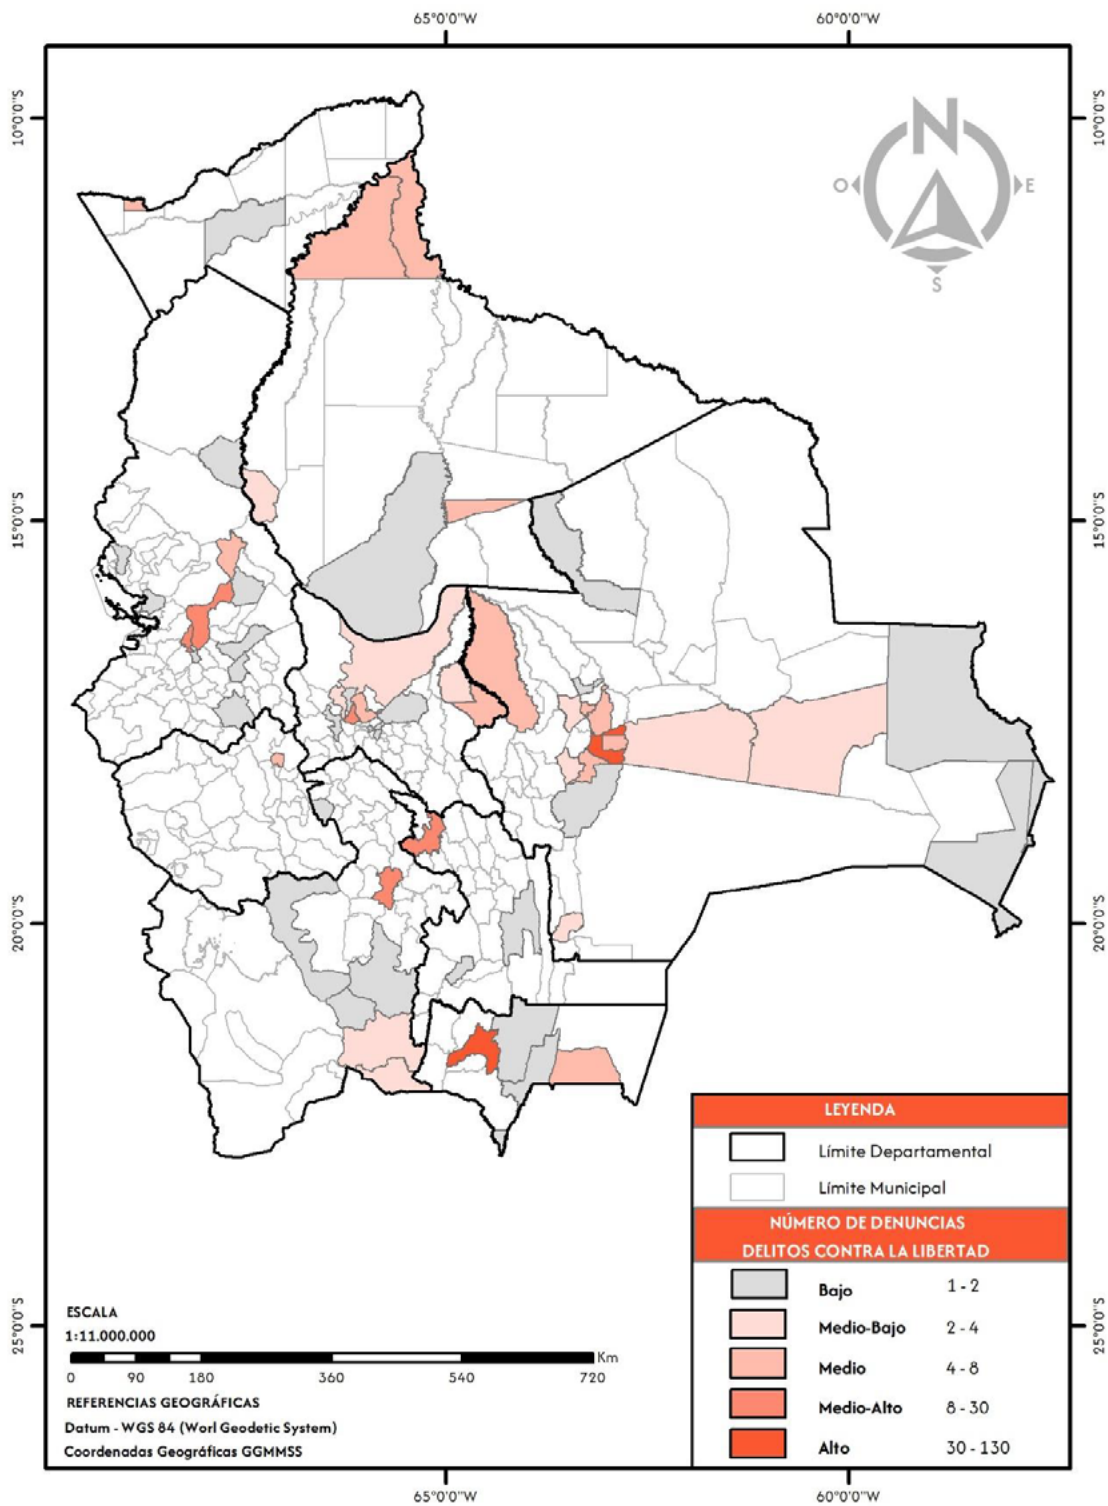 65°0'0"W 60°0'0"W
10°0'0"S 10°0'0"S
N
O E
S
15°0'0"S 15°0'0"S
20°0'0"S 20°0'0"S
LEYENDA
Límite Departamental
Límite Municipal
NÚMERO DE DENUNCIAS
DELITOS CONTRA LA LIBERTAD
Bajo 1 - 2
Medio-Bajo 2 - 4
Medio 4 - 8
Medio-Alto 8 - 30
Alto 30 - 130
25°0'0"S 25°0'0"S
ESCALA
1:11.000.000
Km
0 90 180 360 540 720
REFERENCIAS GEOGRÁFICAS
Datum - WGS 84 (Worl Geodetic System)
Coordenadas Geográficas GGMMSS
65°0'0"W 60°0'0"W